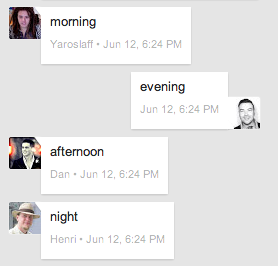 morning
Yaroslaff • Jun 12, 6:24 PM
evening
Jun 12, 6:24 PM
afternoon
Dan • Jun 12, 6:24 PM
night
Henri • Jun 12, 6:24 PM